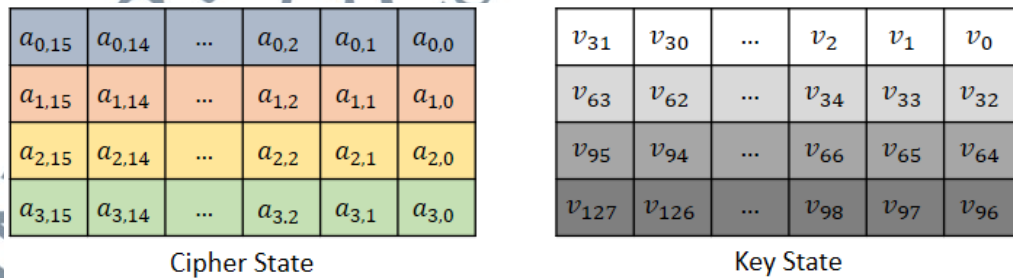 a0,15 a0,14 ... a0,2 a0,1 a0,0 v31 v30 ... v2 v1 v0
a1,15 a1,14 ... a1,2 a1,1 a1,0 v63 v62 ... v34 v33 v32
a2,15 a2,14 ... a2,2 a2,1 a2,0 v95 v94 ... v66 v65 v64
a3,15 a3,14 ... a3.2 a3,1 a3,0 v127 v126 ... v98 v97 v96
Cipher State Key State